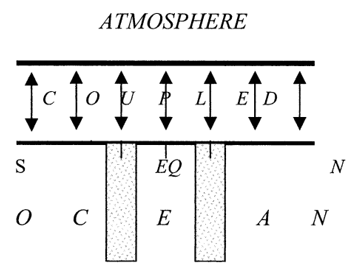 ATMOSPHERE
C O U P L E D
S EQ N
O C E A N